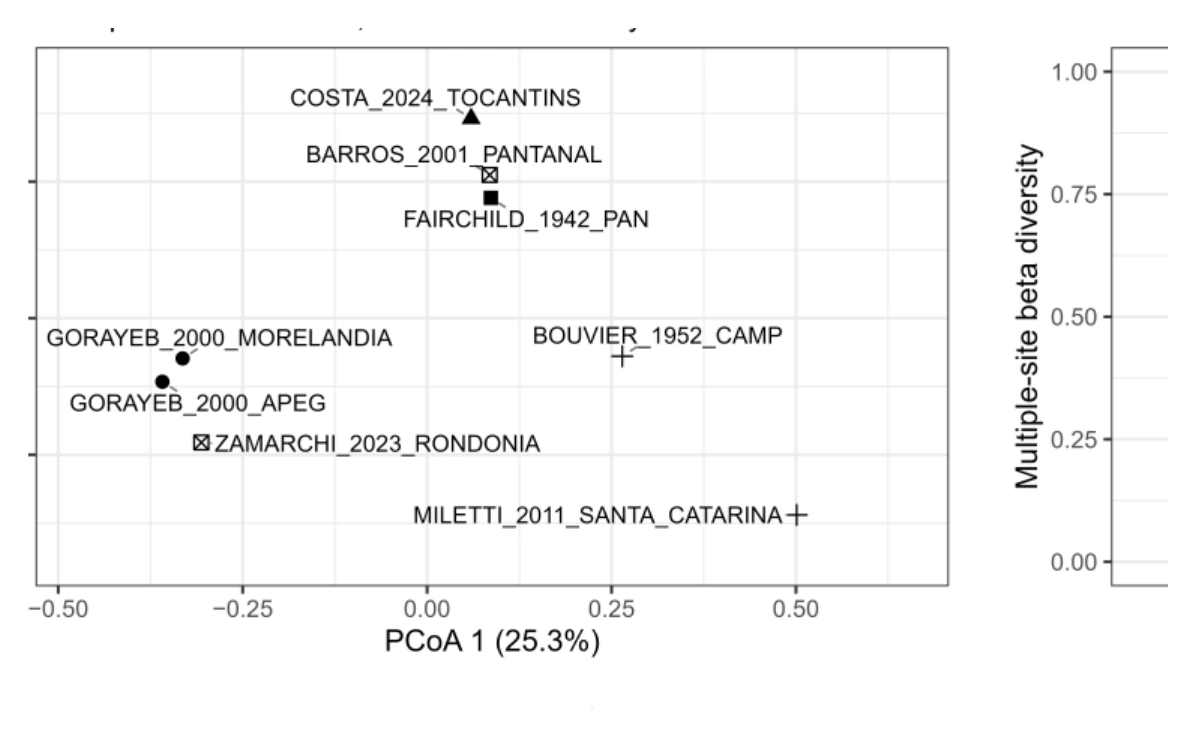 COSTA_2024_TOCANTINS
BARROS_2001_PANTANAL
FAIRCHILD_1942_PAN
GORAYEB_2000_MORELANDIA
BOUVIER_1952_CAMP
GORAYEB_2000_APEG
ZAMARCHI_2023_RONDONIA
MILETTI_2011_SANTA_CATARINA
−0.50 −0.25 0.00 0.25 0.50
PCoA 1 (25.3%)
Multiple-site beta diversity
1.00
0.75
0.50
0.25
0.00